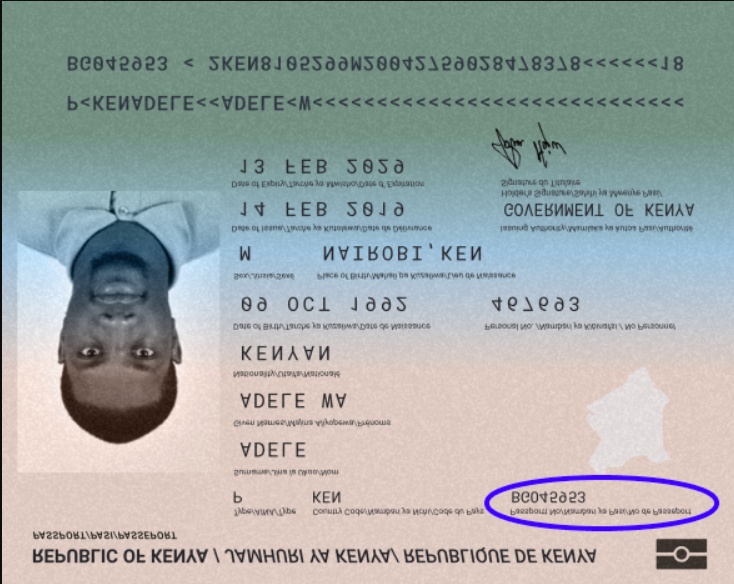 REPUBLIC OF KENYA / JAMHURI YA KENYA/ REPUBLIQUE DE KENYA
PASSPORT/PASI/PASSEPORT
Type/Aina/Type Country Code/Nambari ya Nchi/Code du Pays Passport No/Nambari ya Pasi/No de Passeport
P KEN BG045953
Surname/Jina la Ukoo/Nom
ADELE
Given Names/Majina Aliyopewa/Prénoms
ADELE WA
Nationality/Utaifa/Nationale
KENYAN
Date of Birth/Tarehe ya Kuzaliwa/Date de Naissance Personal No. /Nambari ya Kibinafsi / No Personnel
09 OCT 1992 467693
Sex/Jinsia/Sexe Place of Birth/Mahali pa Kuzaliwa/Lieu de Naissance
M NAIROBI,KEN
Date of Issue/Tarehe ya Kutolewa/Date de Délivrance Issuing Authority/Mamlaka ya kutoa Pasi/Authorité
14 FEB 2019 GOVERNMENT OF KENYA
Date of Expiry/Tarehe ya Mwisho/Date d'Expiration Holder's Signature/Sahihi ya Mwenye Pasi/
Signature du Titulaire
13 FEB 2029
P<KENADELE<<ADELE<W<<<<<<<<<<<<<<<<<<<<<<<<<<<<<
BG045953 < 2KEN8105299M20042759028478378<<<<<<18